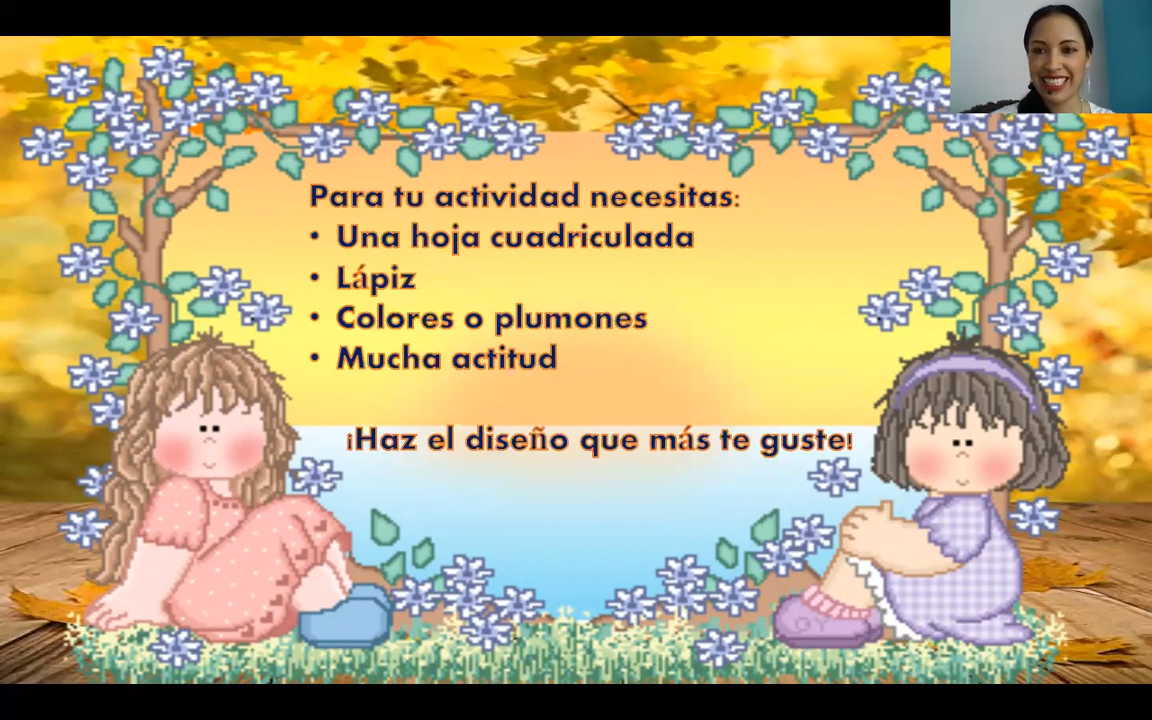 Para tu actividad necesitas:
• Una hoja cuadriculada
• Lápiz
• Colores o plumones
• Mucha actitud
¡Haz el diseño que más te guste!